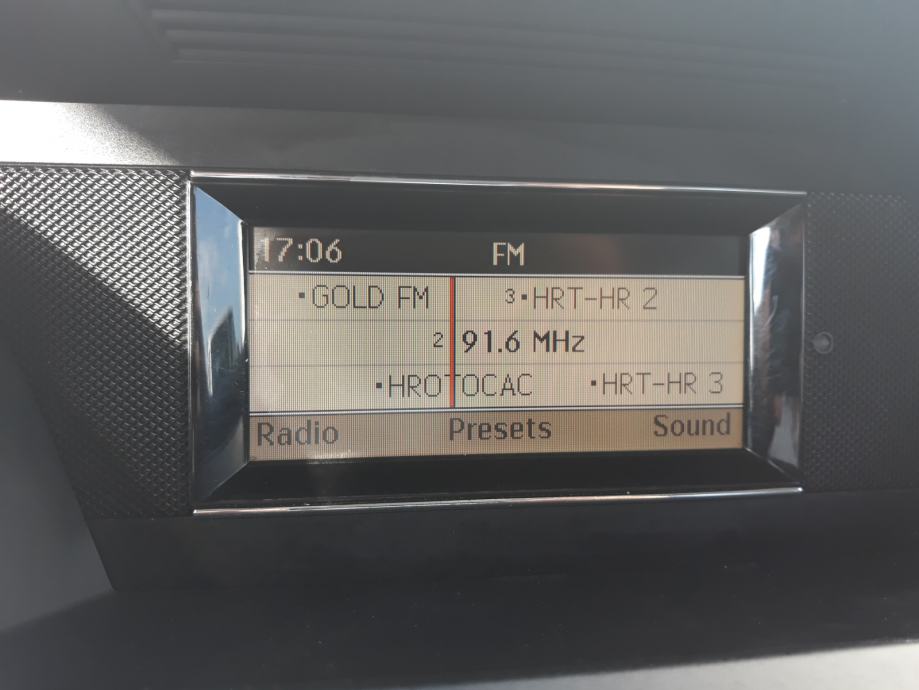 17:06 FM
GOLD FM 3 HRT-HR 2
2 91.6 MHz
HROTOCAC HRT-HR 3
Radio Presets Sound